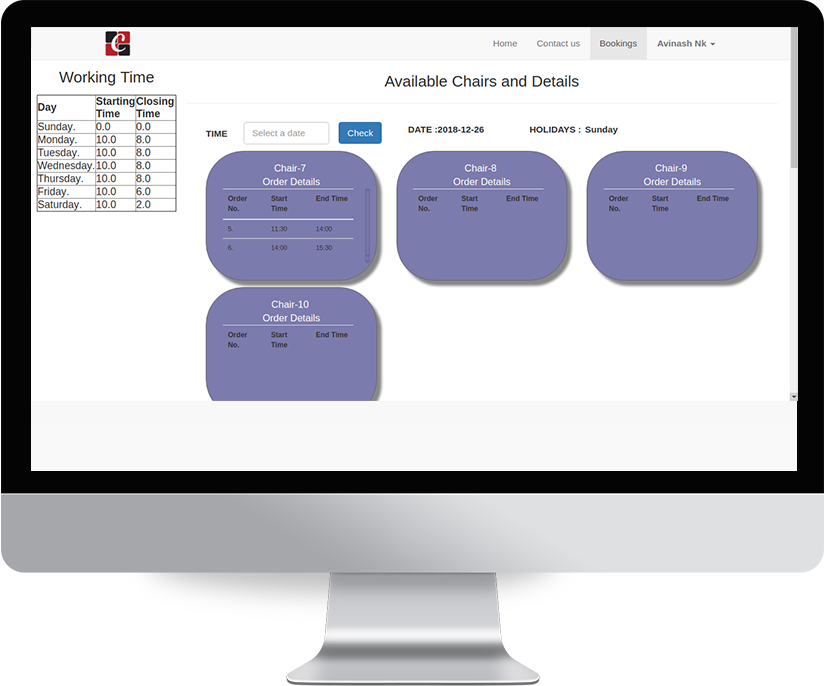 Home Contact us Bookings Avinash Nk
Working Time
Day Starting Time Closing Time
Sunday. 0.0 0.0
Monday. 10.0 8.0
Tuesday. 10.0 8.0
Wednesday. 10.0 8.0
Thursday. 10.0 8.0
Friday. 10.0 6.0
Saturday. 10.0 2.0
Available Chairs and Details
TIME Select a date Check DATE :2018-12-26 HOLIDAYS : Sunday
Chair-7
Order Details
Order No. Start Time End Time
5. 11:30 14:00
6. 14:00 15:30
Chair-8
Order Details
Order No. Start Time End Time
Chair-9
Order Details
Order No. Start Time End Time
Chair-10
Order Details
Order No. Start Time End Time